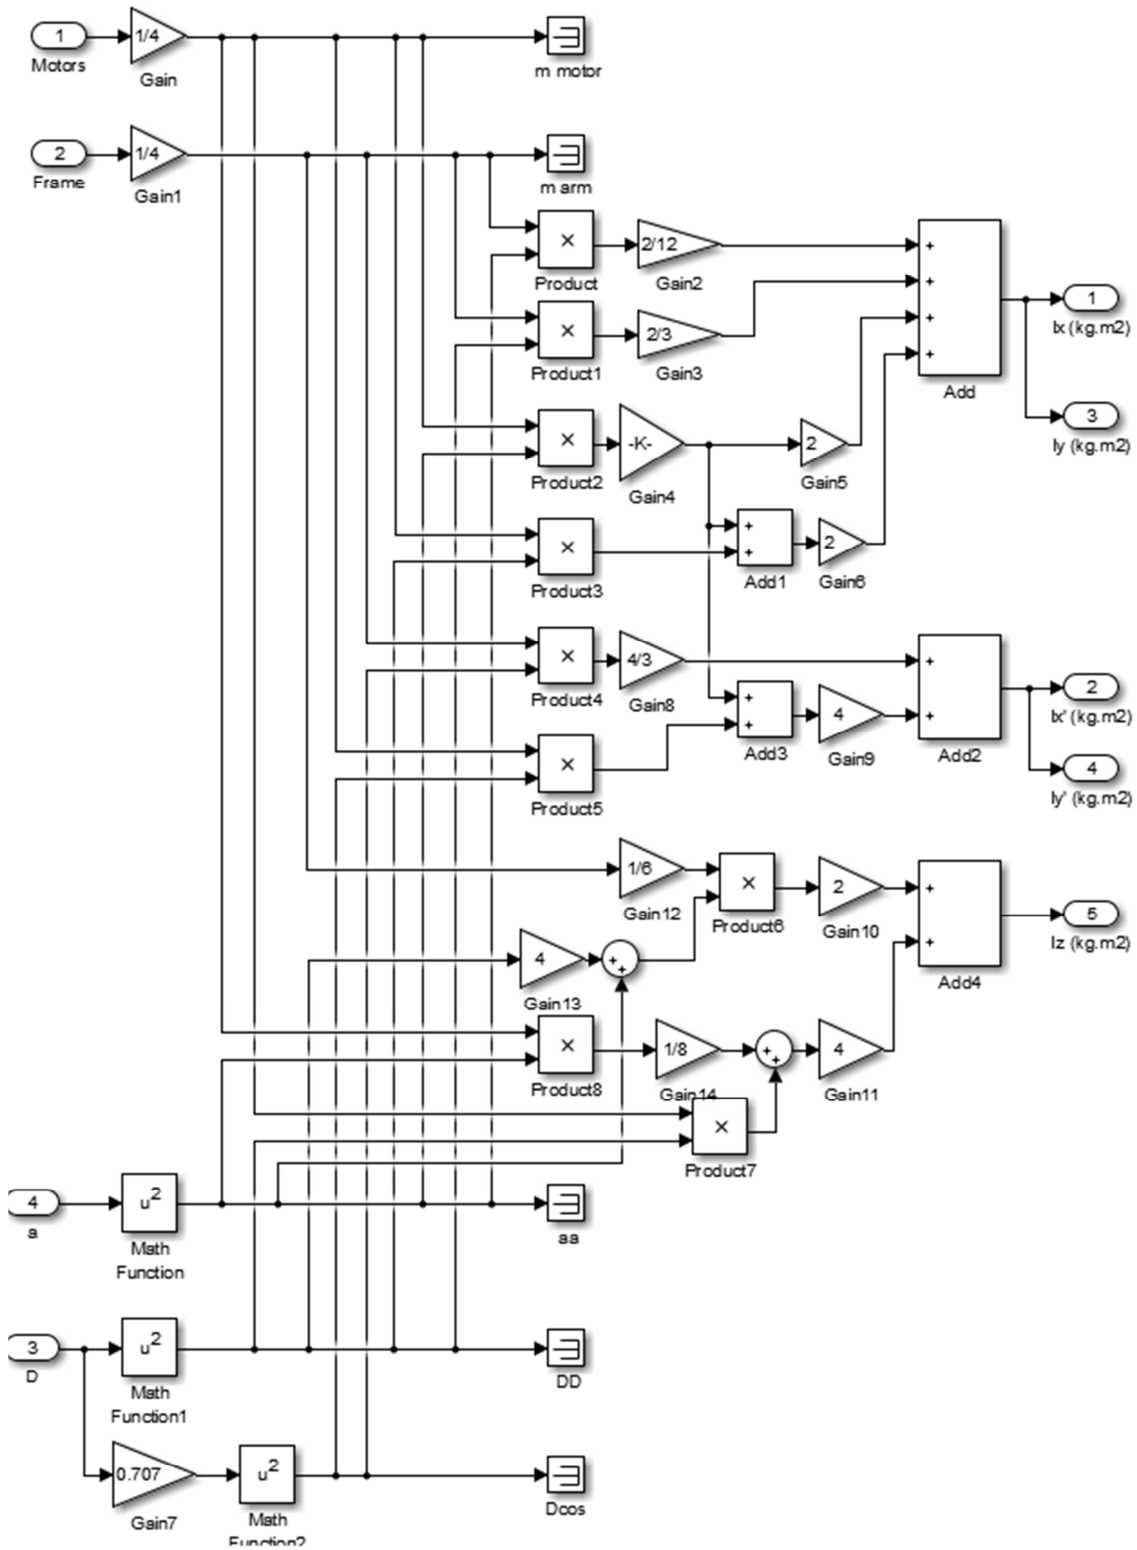 1
1/4
Motors
m motor
Gain
2
1/4
Frame
m arm
Gain1
×
2/12
+
Product
Gain2
+
1
×
2/3
+
Ix (kg.m2)
+
Product1
Gain3
Add
3
×
-K-
2
Iy (kg.m2)
Product2
Gain4
Gain5
+
×
2
+
Product3
Add1
Gain6
×
4/3
+
2
Product4
Gain8
+
4
+
Ix' (kg.m2)
+
Add3
Gain9
Add2
×
4
Product5
Iy' (kg.m2)
1/6
×
2
+
Gain12
Product6
Gain10
5
4
+
+
+
Iz (kg.m2)
Gain13
Add4
×
1/8
+
+
4
Product8
Gain14
Gain11
×
Product7
4
u²
a
aa
Math
Function
3
u²
D
DD
Math
Function1
0.707
u²
Gain7
Dcos
Math
Function2